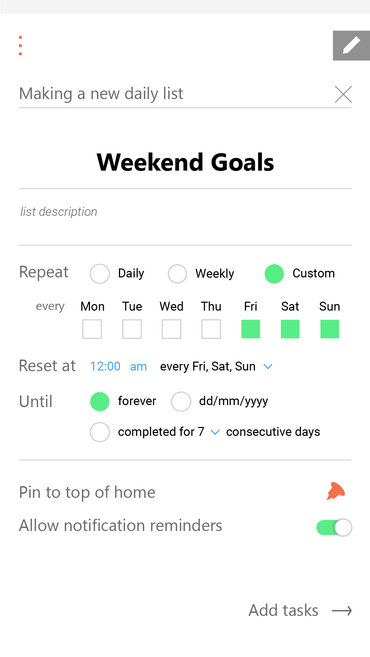 Making a new daily list
Weekend Goals
list description
Repeat Daily Weekly Custom
every Mon Tue Wed Thu Fri Sat Sun
Reset at 12:00 am every Fri, Sat, Sun
Until forever dd/mm/yyyy
completed for 7 consecutive days
Pin to top of home
Allow notification reminders
Add tasks